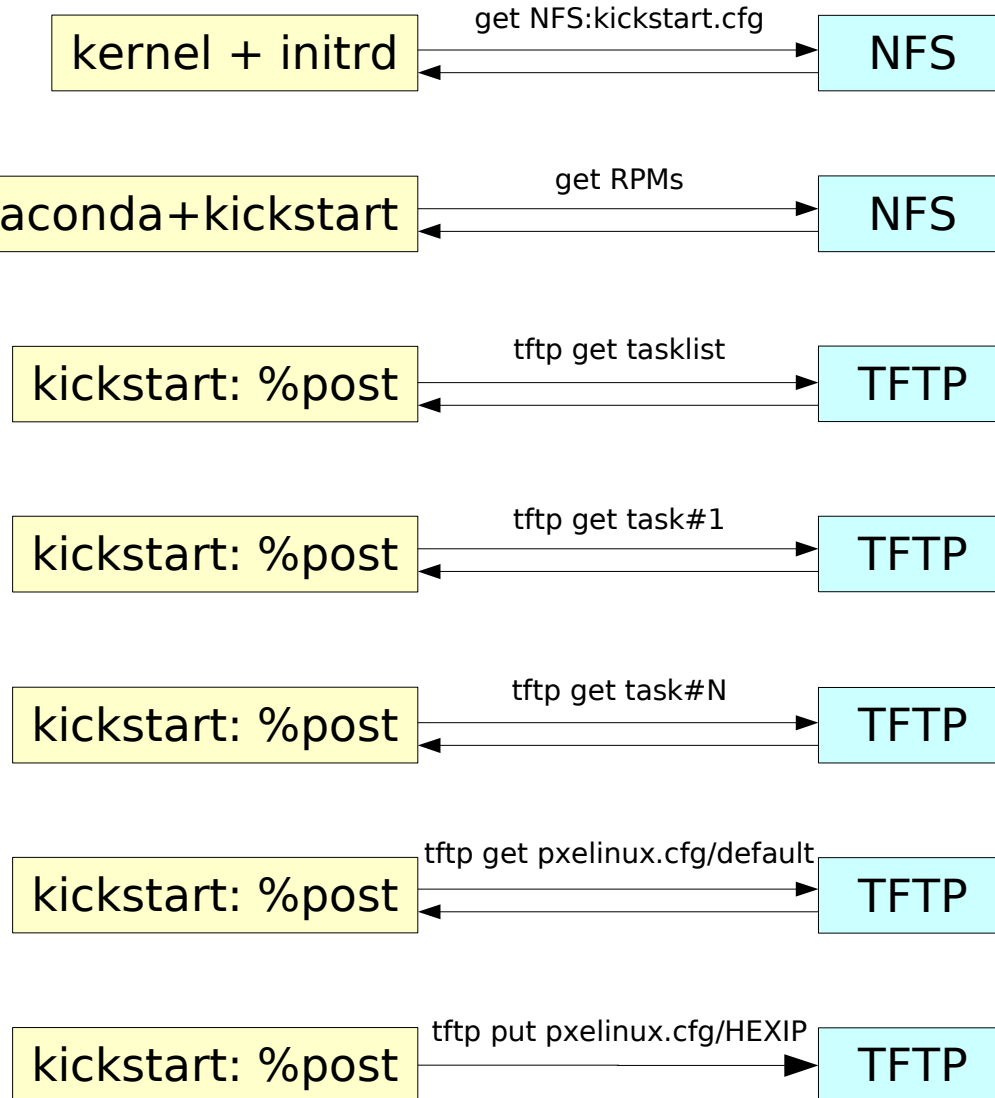 get NFS:kickstart.cfg
kernel + initrd
NFS
get RPMs
aconda+kickstart
NFS
tftp get tasklist
kickstart: %post
TFTP
tftp get task#1
kickstart: %post
TFTP
tftp get task#N
kickstart: %post
TFTP
tftp get pxelinux.cfg/default
kickstart: %post
TFTP
tftp put pxelinux.cfg/HEXIP
kickstart: %post
TFTP